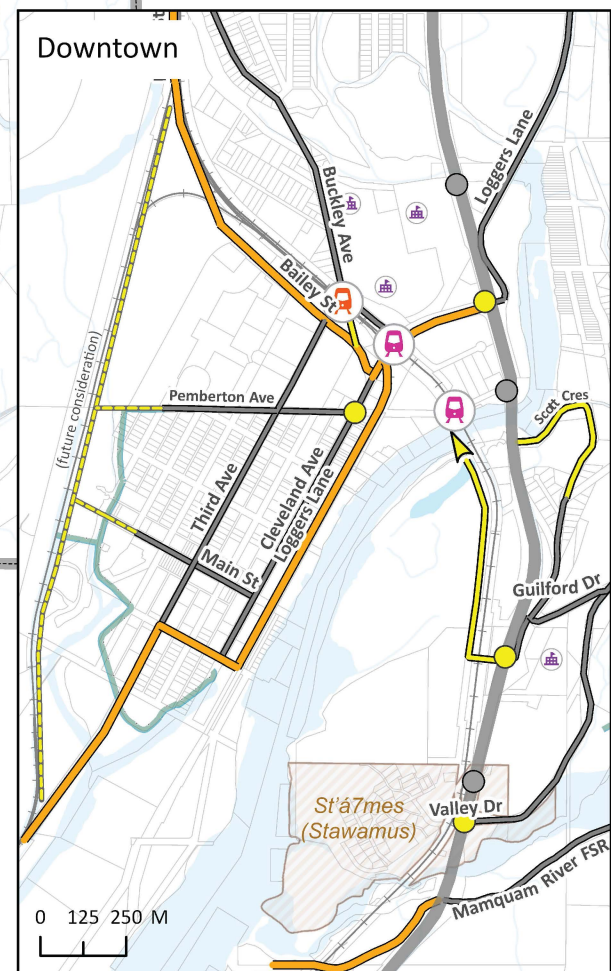 Downtown
Buckley Ave
Loggers Lane
Bailey St
(future consideration)
Scott Cres
Pemberton Ave
Third Ave
Cleveland Ave
Loggers Lane
Main St
Guilford Dr
St'á7mes
(Stawamus)
Valley Dr
Mamquam River FSR
0 125 250 M